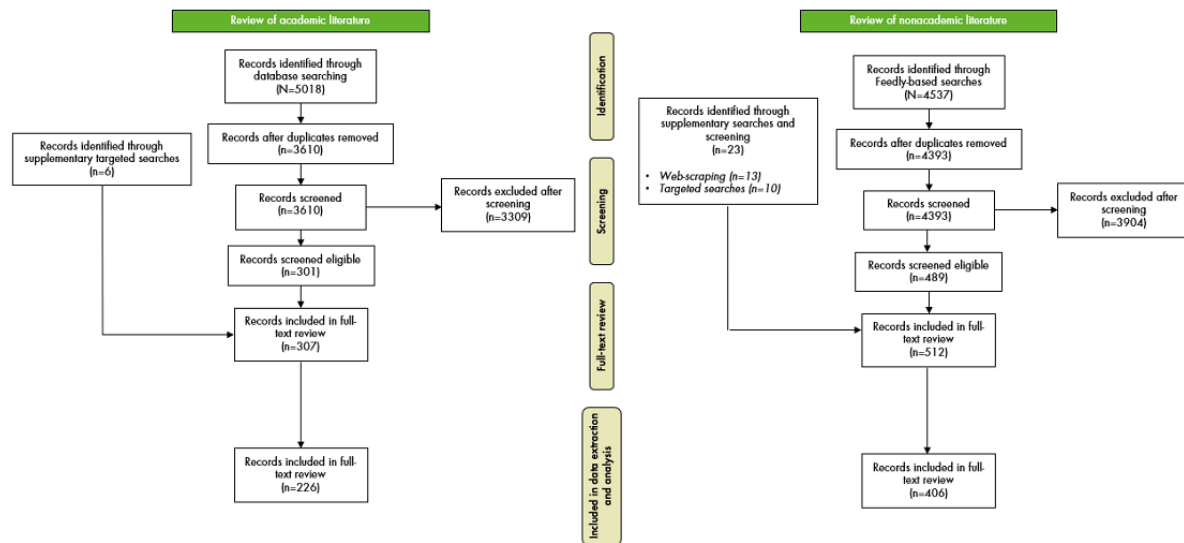 Review of academic literature
Records identified through
database searching
(N=5018)
Records after duplicates removed
(n=3610)
Records identified through
supplementary targeted searches
(n=6)
Records screened
(n=3610)
Records excluded after
screening
(n=3309)
Records screened eligible
(n=301)
Records included in full-
text review
(n=307)
Records included in full-
text review
(n=226)
Identification
Screening
Full-text review
Included in data extraction
and analysis
Review of nonacademic literature
Records identified through
Feedly-based searches
(N=4537)
Records identified through
supplementary searches and
screening
(n=23)
• Web-scraping (n=13)
• Targeted searches (n=10)
Records after duplicates removed
(n=4393)
Records screened
(n=4393)
Records excluded after
screening
(n=3904)
Records screened eligible
(n=489)
Records included in full-
text review
(n=512)
Records included in full-
text review
(n=406)